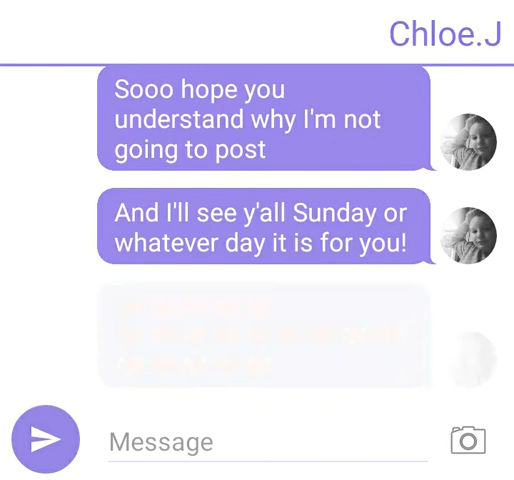 Chloe.J
Sooo hope you
understand why I'm not
going to post
And I'll see y'all Sunday or
whatever day it is for you!
Message